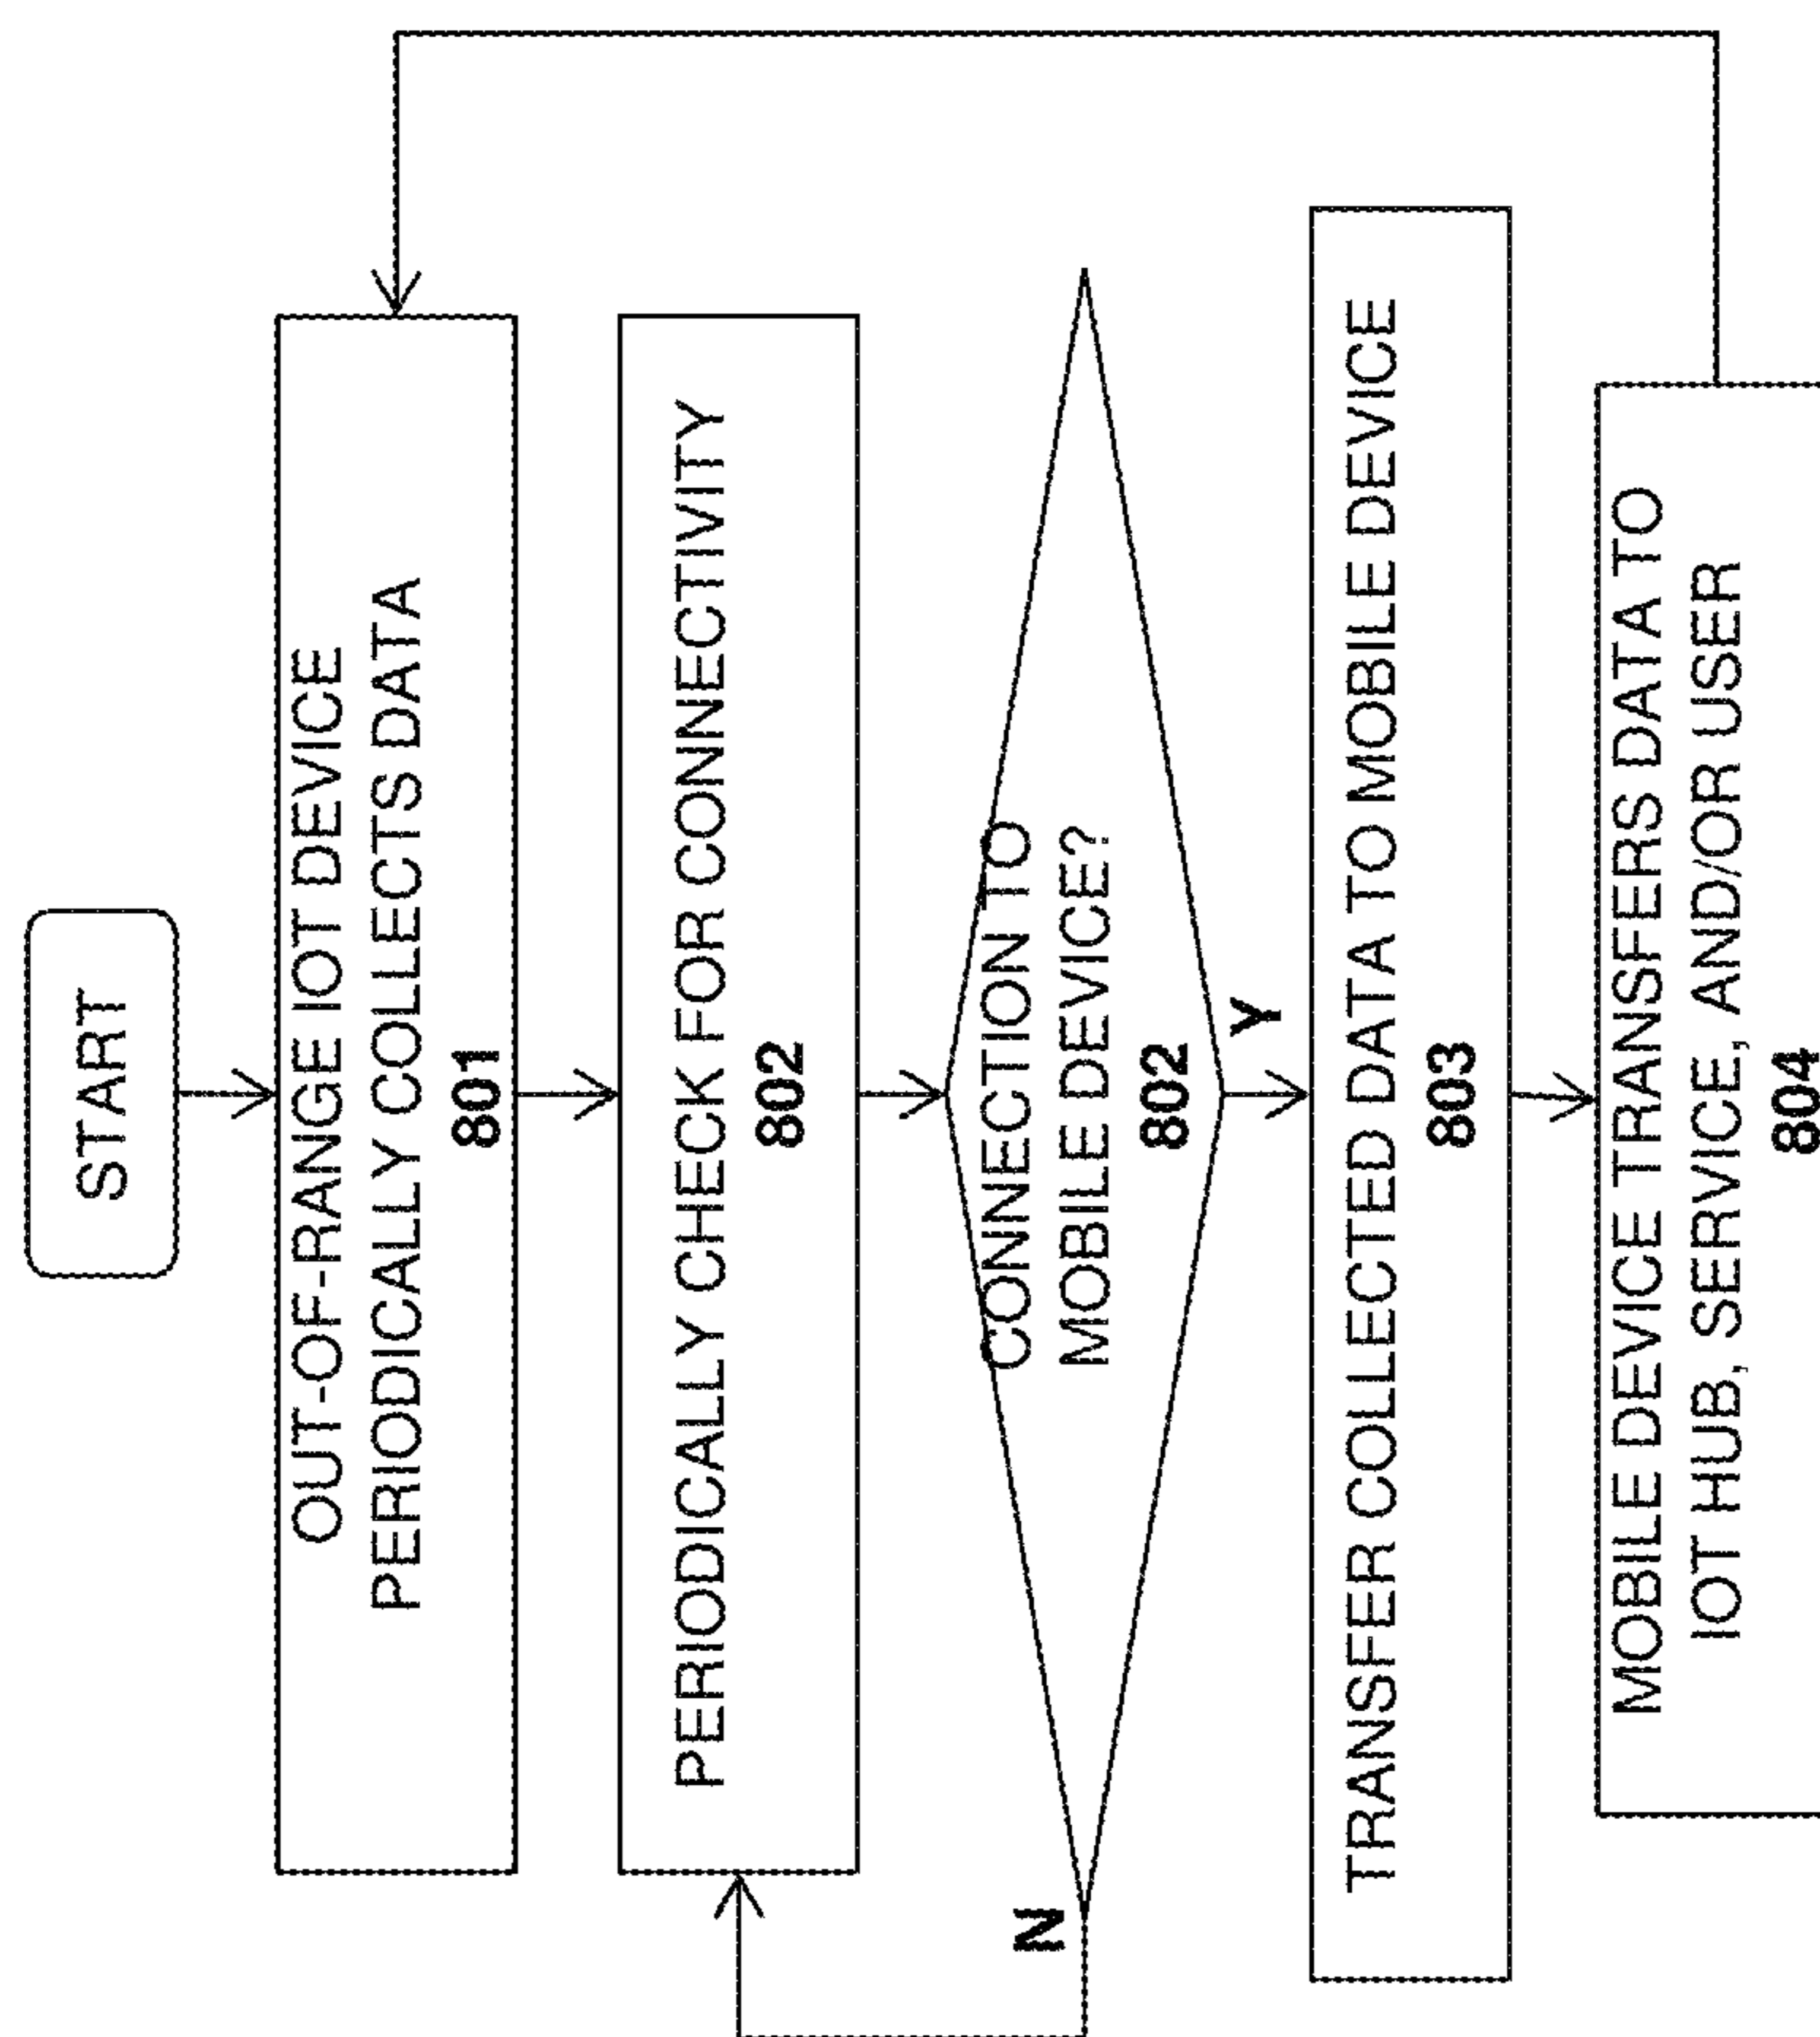 START
OUT-OF-RANGE IOT DEVICE
PERIODICALLY COLLECTS DATA
801
PERIODICALLY CHECK FOR CONNECTIVITY
802
CONNECTION TO
MOBILE DEVICE?
802
N
Y
TRANSFER COLLECTED DATA TO MOBILE DEVICE
803
MOBILE DEVICE TRANSFERS DATA TO
IOT HUB, SERVICE, AND/OR USER
804